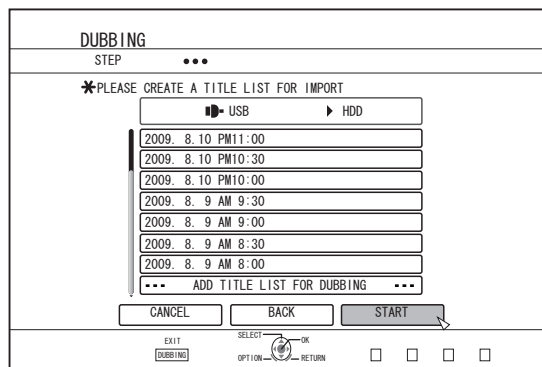 DUBBING
STEP
*PLEASE CREATE A TITLE LIST FOR IMPORT
USB ▶ HDD
2009. 8.10 PM11:00
2009. 8.10 PM10:30
2009. 8.10 PM10:00
2009. 8. 9 AM 9:30
2009. 8. 9 AM 9:00
2009. 8. 9 AM 8:30
2009. 8. 9 AM 8:00
--- ADD TITLE LIST FOR DUBBING ---
CANCEL BACK START
EXIT SELECT OK
DUBBING OPTION RETURN